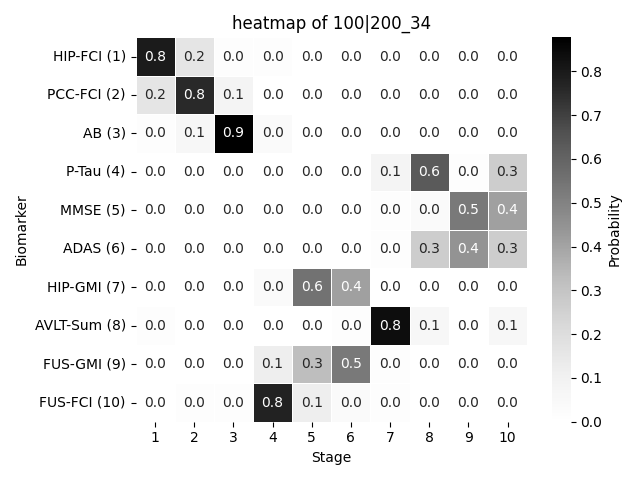 heatmap of 100|200_34
HIP-FCI (1) 0.8 0.2 0.0 0.0 0.0 0.0 0.0 0.0 0.0 0.0
PCC-FCI (2) 0.2 0.8 0.1 0.0 0.0 0.0 0.0 0.0 0.0 0.0
AB (3) 0.0 0.1 0.9 0.0 0.0 0.0 0.0 0.0 0.0 0.0
P-Tau (4) 0.0 0.0 0.0 0.0 0.0 0.0 0.1 0.6 0.0 0.3
MMSE (5) 0.0 0.0 0.0 0.0 0.0 0.0 0.0 0.0 0.5 0.4
ADAS (6) 0.0 0.0 0.0 0.0 0.0 0.0 0.0 0.3 0.4 0.3
HIP-GMI (7) 0.0 0.0 0.0 0.0 0.6 0.4 0.0 0.0 0.0 0.0
AVLT-Sum (8) 0.0 0.0 0.0 0.0 0.0 0.0 0.8 0.1 0.0 0.1
FUS-GMI (9) 0.0 0.0 0.0 0.1 0.3 0.5 0.0 0.0 0.0 0.0
FUS-FCI (10) 0.0 0.0 0.0 0.8 0.1 0.0 0.0 0.0 0.0 0.0
1 2 3 4 5 6 7 8 9 10
Stage
Biomarker
0.8
0.7
0.6
0.5
0.4
0.3
0.2
0.1
0.0
Probability